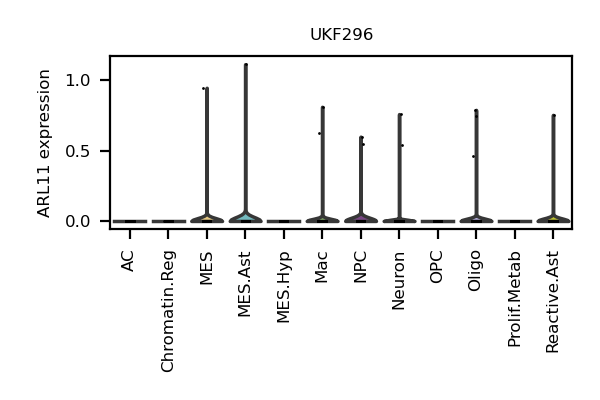 UKF296
ARL11 expression
1.0
0.5
0.0
AC
Chromatin.Reg
MES
MES.Ast
MES.Hyp
Mac
NPC
Neuron
OPC
Oligo
Prolif.Metab
Reactive.Ast